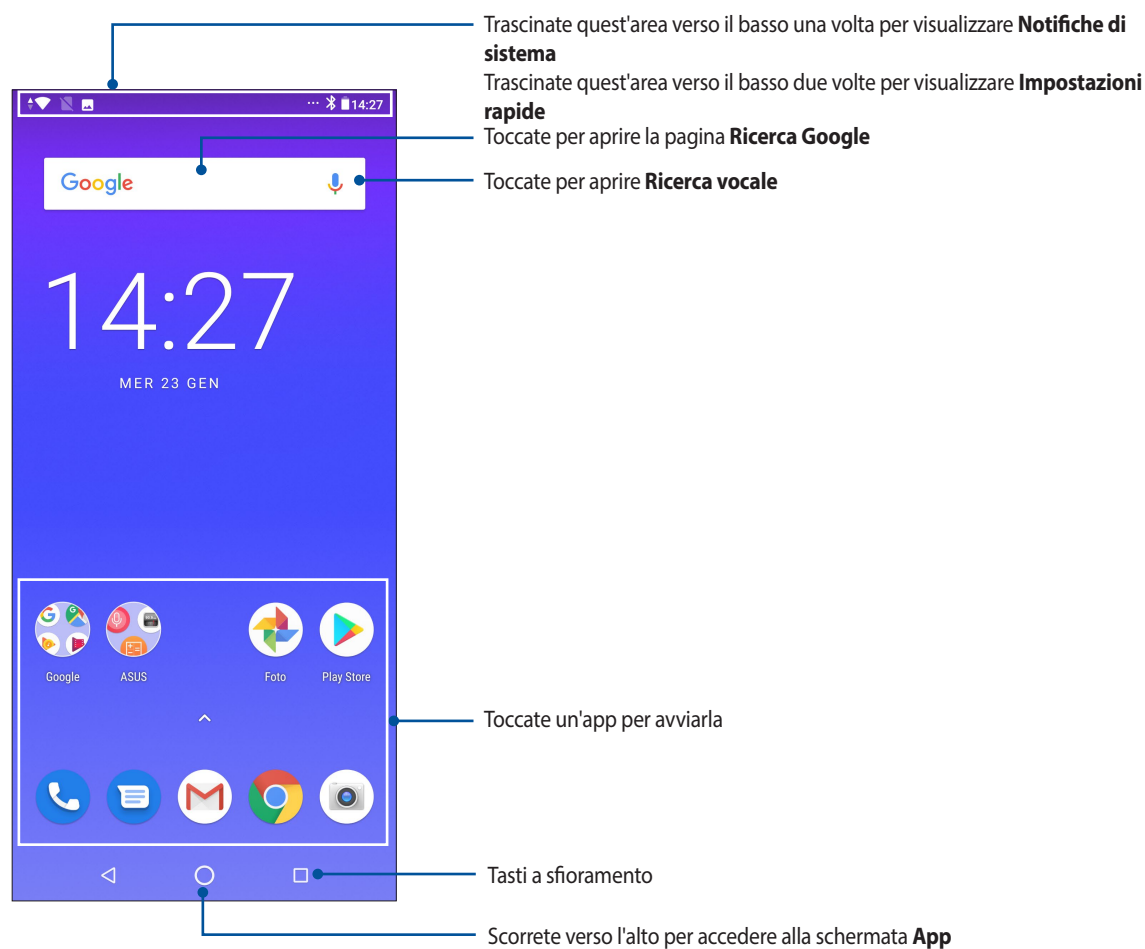 Trascinate quest'area verso il basso una volta per visualizzare Notifiche di
sistema
Trascinate quest'area verso il basso due volte per visualizzare Impostazioni
rapide
14:27
Toccate per aprire la pagina Ricerca Google
Google
Toccate per aprire Ricerca vocale
14:27
MER 23 GEN
Google ASUS Foto Play Store
Toccate un'app per avviarla
Tasti a sfioramento
Scorrete verso l'alto per accedere alla schermata App